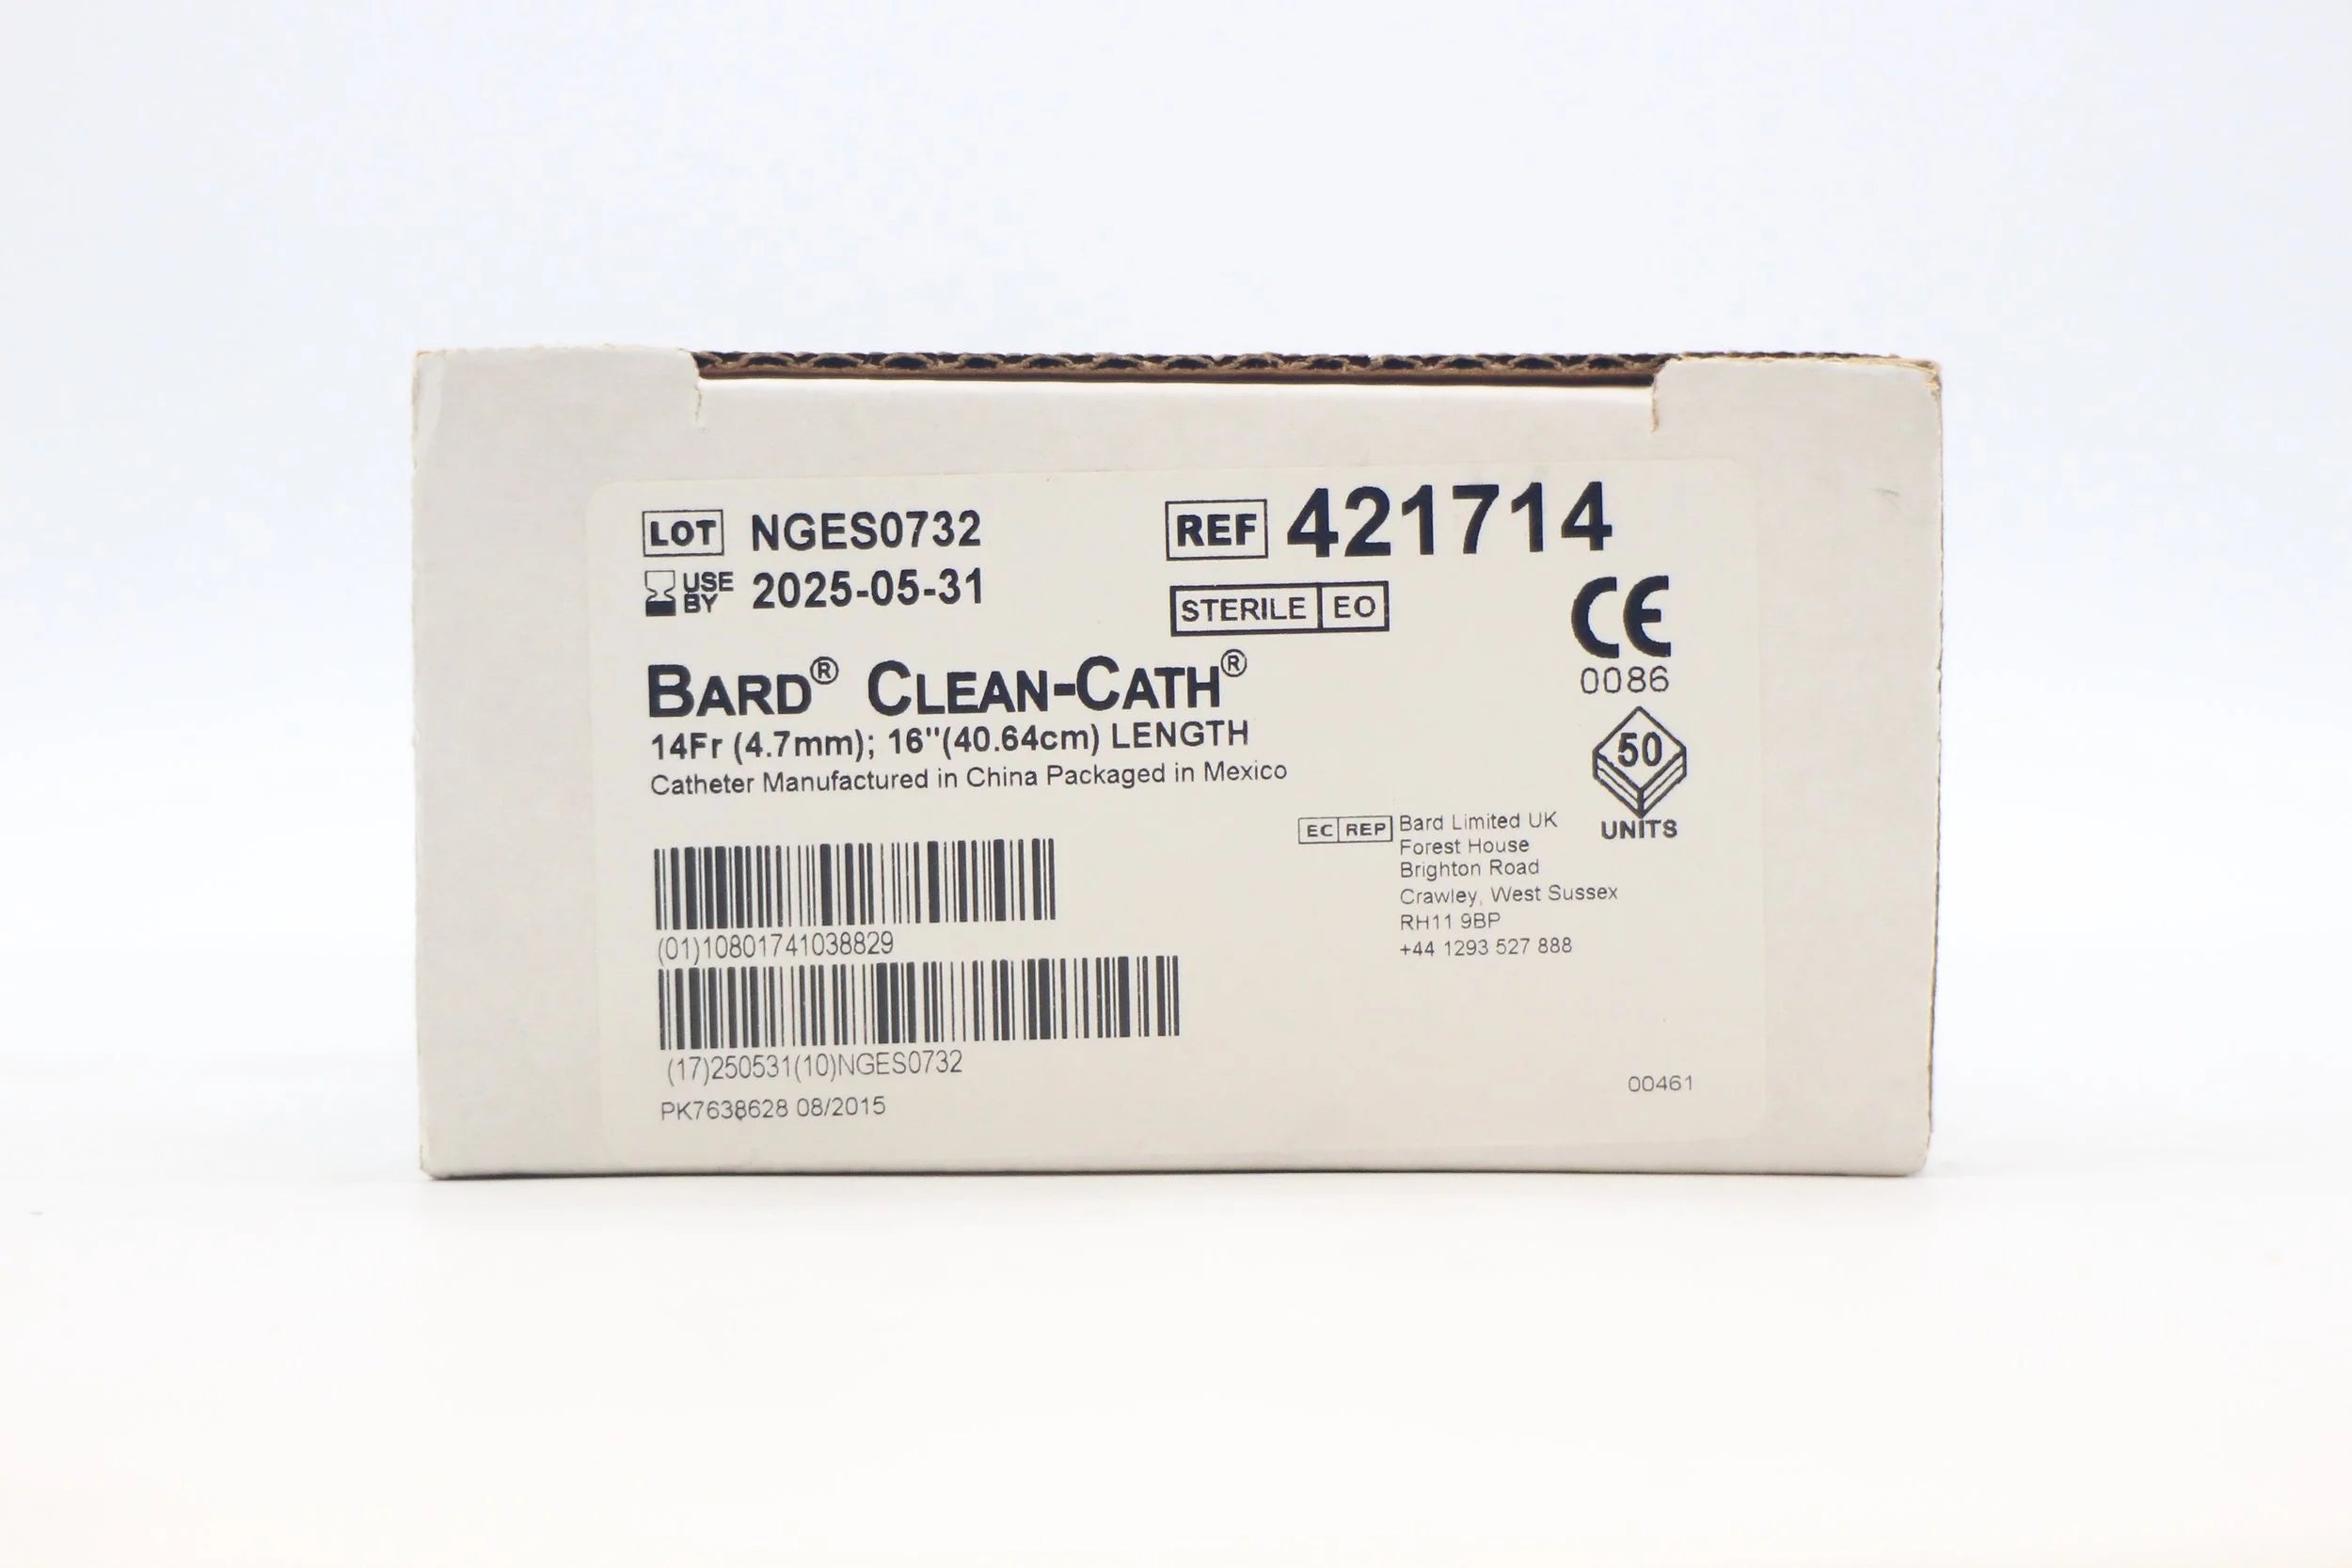 LOT NGES0732
REF 421714
USE BY 2025-05-31
STERILE EO
CE
0086
BARD® CLEAN-CATH®
14Fr (4.7mm); 16"(40.64cm) LENGTH
Catheter Manufactured in China Packaged in Mexico
50
UNITS
EC REP Bard Limited UK
Forest House
Brighton Road
Crawley, West Sussex
RH11 9BP
+44 1293 527 888
(01)10801741038829
(17)250531(10)NGES0732
PK7638628 08/2015
00461